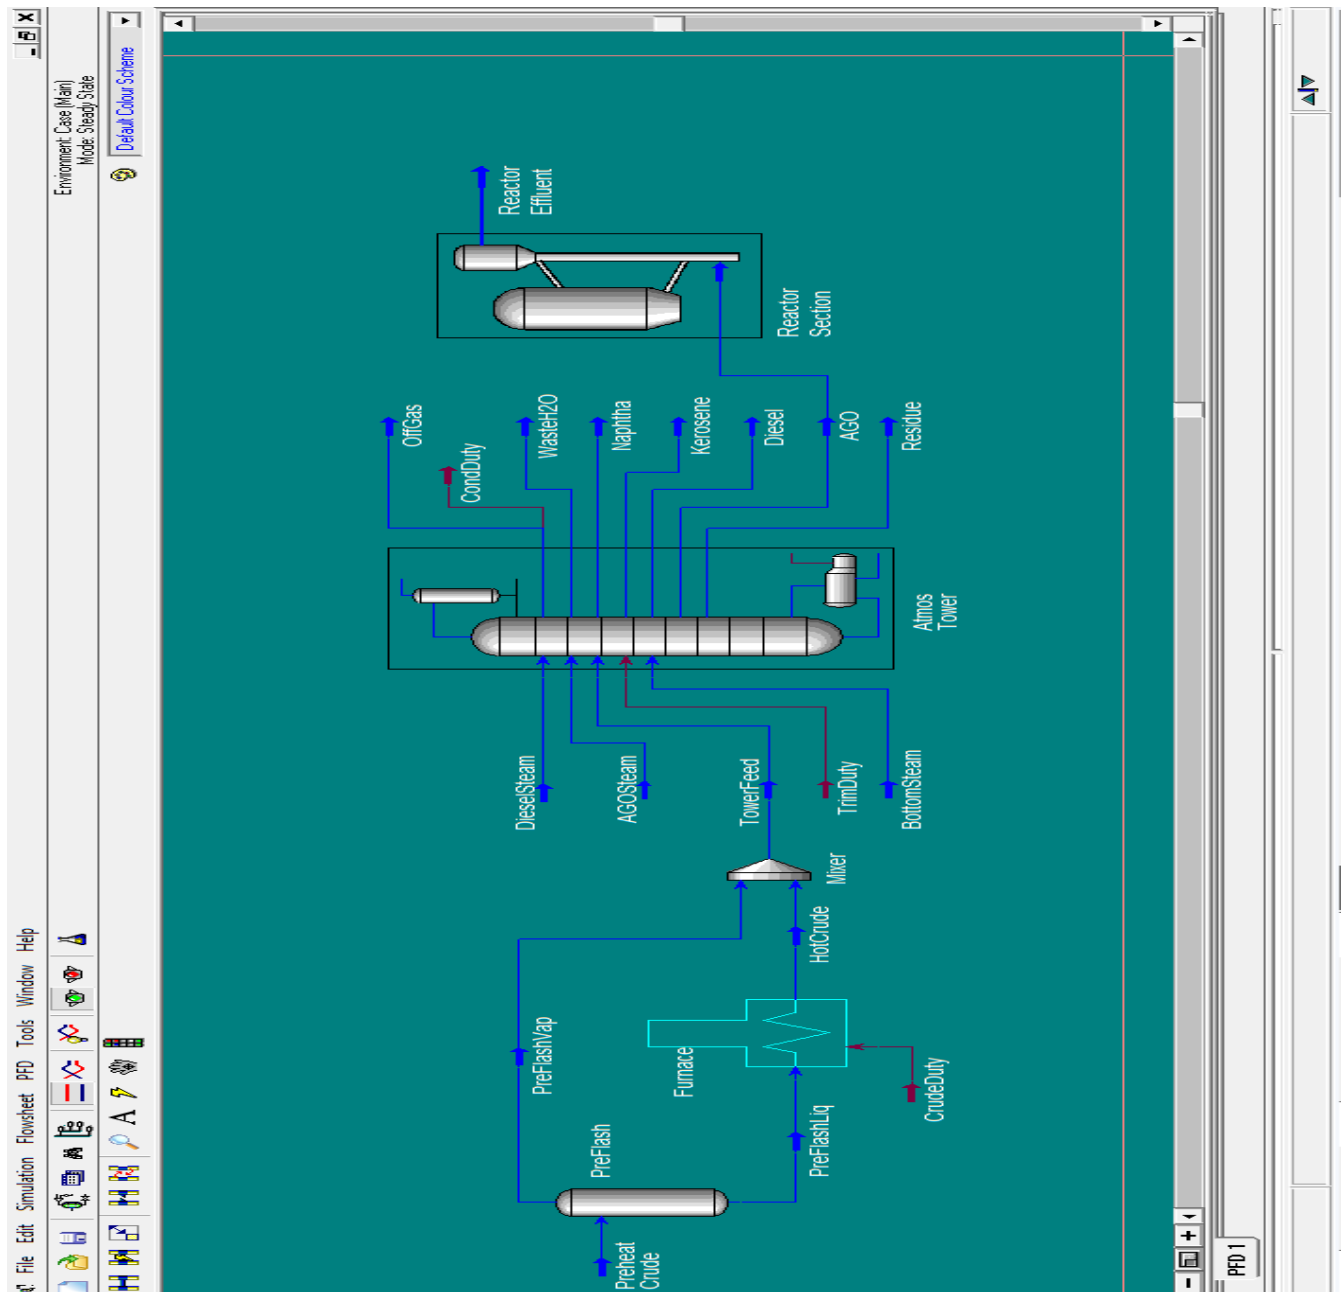 File Edit Simulation Flowsheet PFD Tools Window Help
Environment: Case (Main)
Mode: Steady State
A
Default Colour Scheme
Preheat
Crude
PreFlash
PreFlashVap
PreFlashLiq
Furnace
CrudeDuty
HotCrude
Mixer
DieselSteam
AGOSteam
TowerFeed
TrimDuty
BottomSteam
Atmos
Tower
OffGas
CondDuty
WasteH2O
Naphtha
Kerosene
Diesel
AGO
Residue
Reactor
Section
Reactor
Effluent
PFD 1